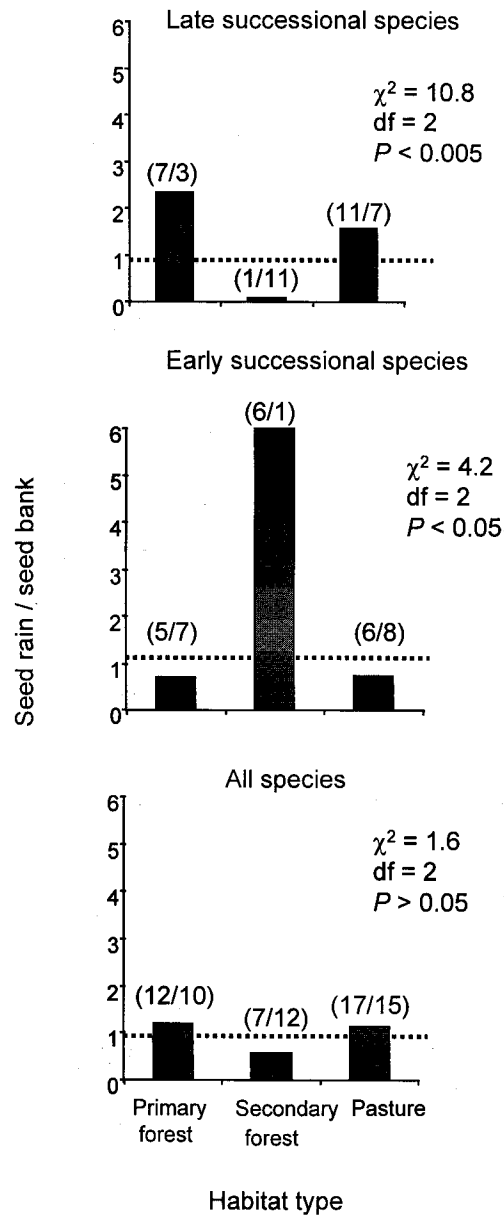 Late successional species
6
5
4
3
2
1
0
χ² = 10.8
df = 2
P < 0.005
(7/3)
(1/11)
(11/7)
Early successional species
6
5
4
3
2
1
0
(6/1)
χ² = 4.2
df = 2
P < 0.05
(5/7)
(6/8)
Seed rain / seed bank
All species
6
5
4
3
2
1
0
χ² = 1.6
df = 2
P > 0.05
(12/10)
(7/12)
(17/15)
Primary
forest
Secondary
forest
Pasture
Habitat type